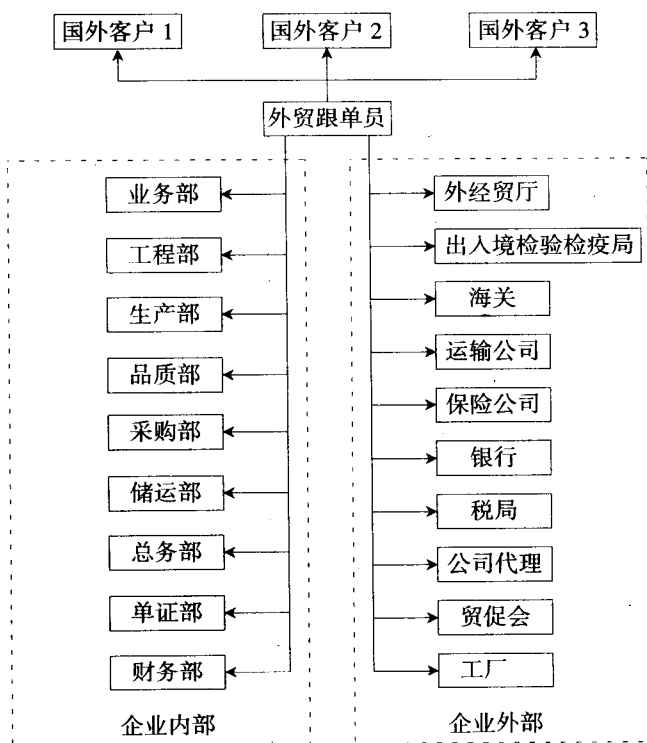 国外客户 1
国外客户 2
国外客户 3
外贸跟单员
业务部
工程部
生产部
品质部
采购部
储运部
总务部
单证部
财务部
企业内部
外经贸厅
出入境检验检疫局
海关
运输公司
保险公司
银行
税局
公司代理
贸促会
工厂
企业外部